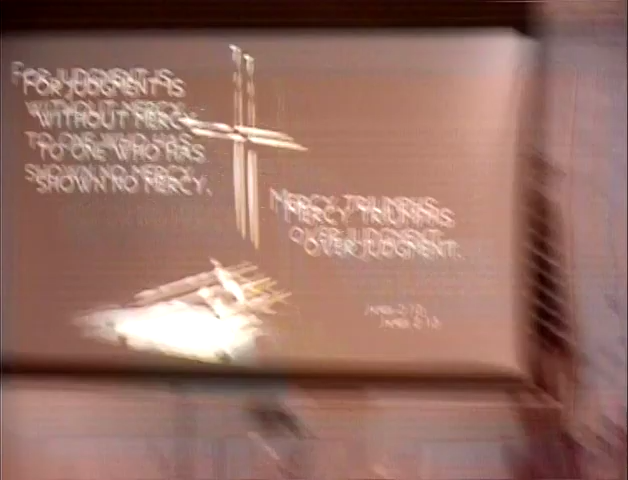 FOR JUDGMENT IS
WITHOUT MERCY
TO ONE WHO HAS
SHOWN NO MERCY.
MERCY TRIUMPHS
OVER JUDGMENT.
JAMES 2:13